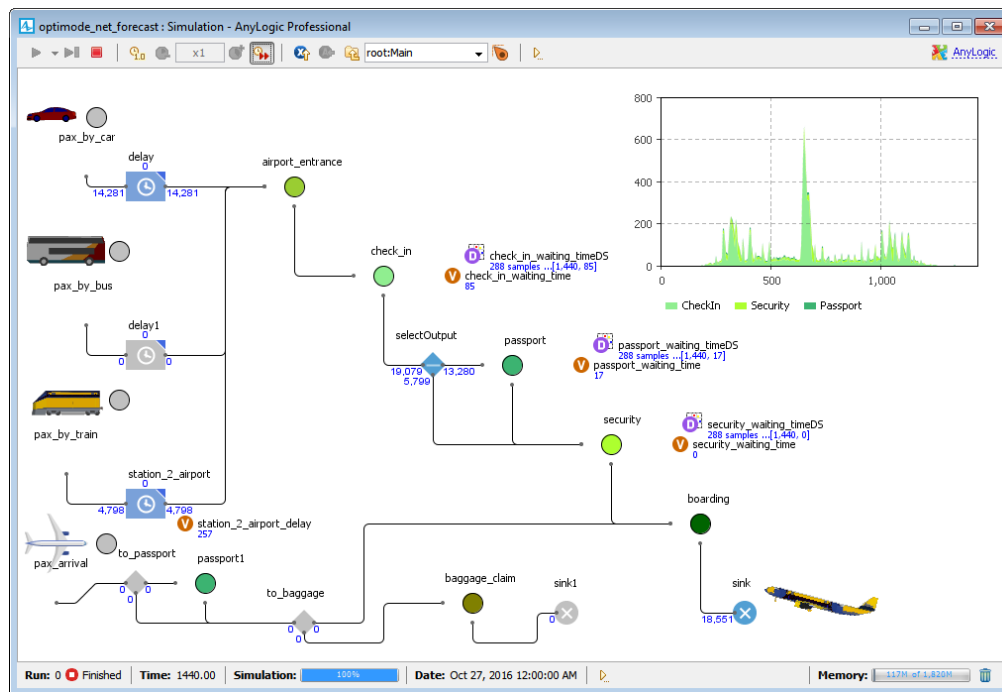 optimode_net_forecast : Simulation - AnyLogic Professional
x1
root:Main
AnyLogic
pax_by_car
delay
0
14,281
14,281
airport_entrance
pax_by_bus
check_in
check_in_waiting_timeDS
288 samples ...[1,440, 85]
check_in_waiting_time
85
800
600
400
200
0
0
500
1,000
CheckIn
Security
Passport
delay1
0
0
0
selectOutput
19,079
13,280
5,799
passport
passport_waiting_timeDS
288 samples ...[1,440, 17]
passport_waiting_time
17
pax_by_train
security
security_waiting_timeDS
288 samples ...[1,440, 0]
security_waiting_time
0
station_2_airport
0
4,798
4,798
station_2_airport_delay
257
boarding
pax_arrival
to_passport
0
0
0
passport1
to_baggage
0
0
0
baggage_claim
sink1
0
sink
18,551
Run: 0 Finished Time: 1440.00 Simulation: 100% Date: Oct 27, 2016 12:00:00 AM Memory: 117M of 1,820M